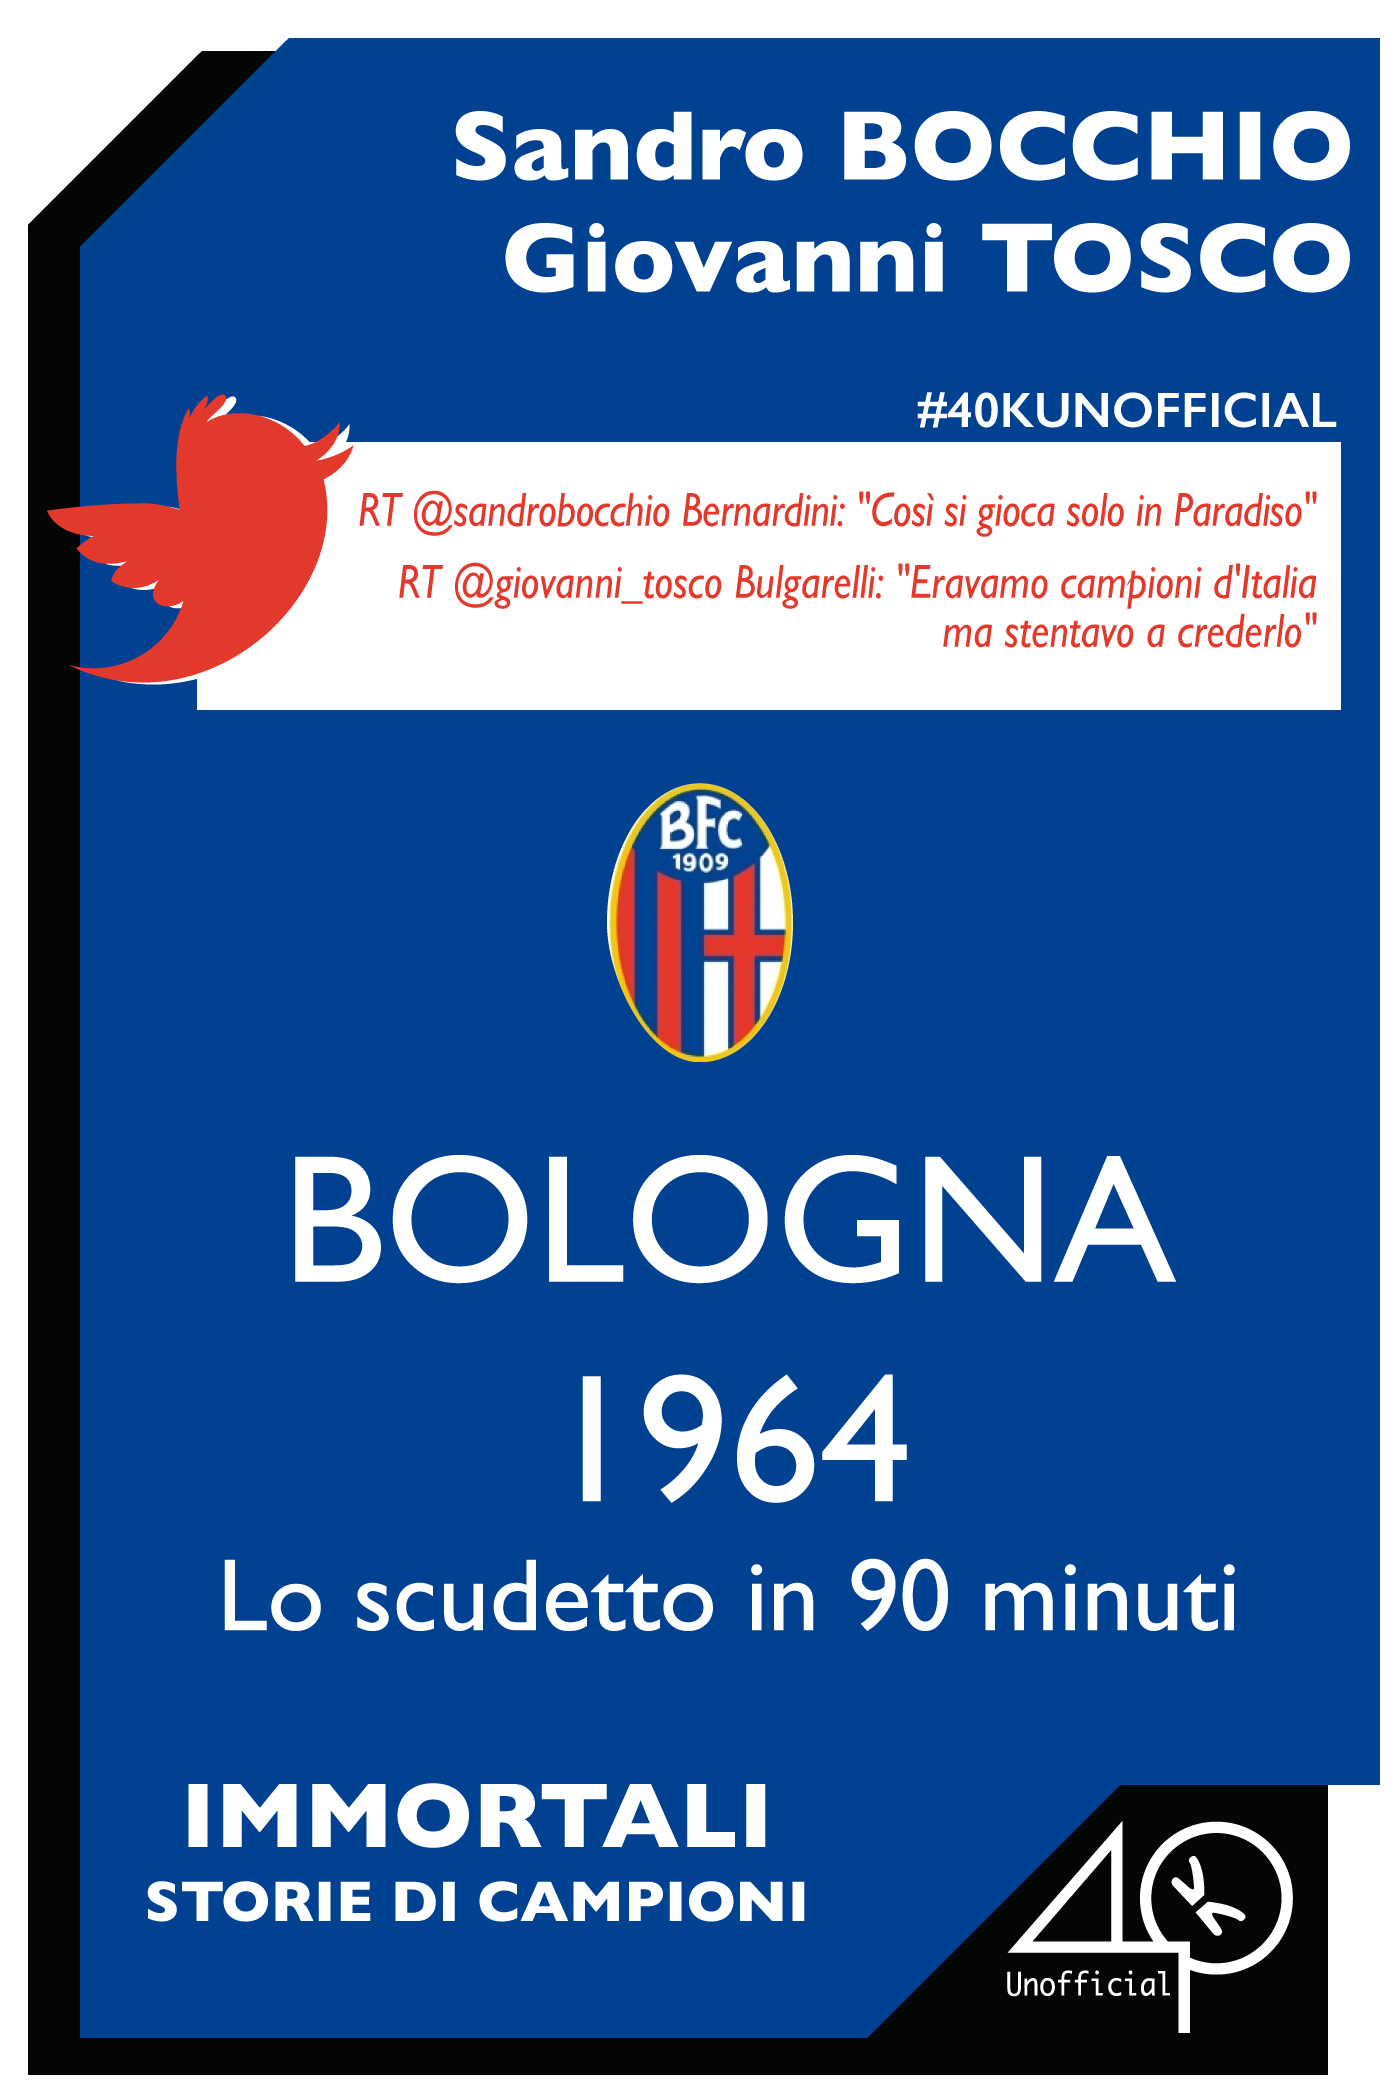 Sandro BOCCHIO
Giovanni TOSCO
#40KUNOFFICIAL
RT @sandrobocchio Bernardini: "Così si gioca solo in Paradiso"
RT @giovanni_tosco Bulgarelli: "Eravamo campioni d'Italia
ma stentavo a crederlo"
BFC
1909
BOLOGNA
1964
Lo scudetto in 90 minuti
IMMORTALI
STORIE DI CAMPIONI
40K
Unofficial